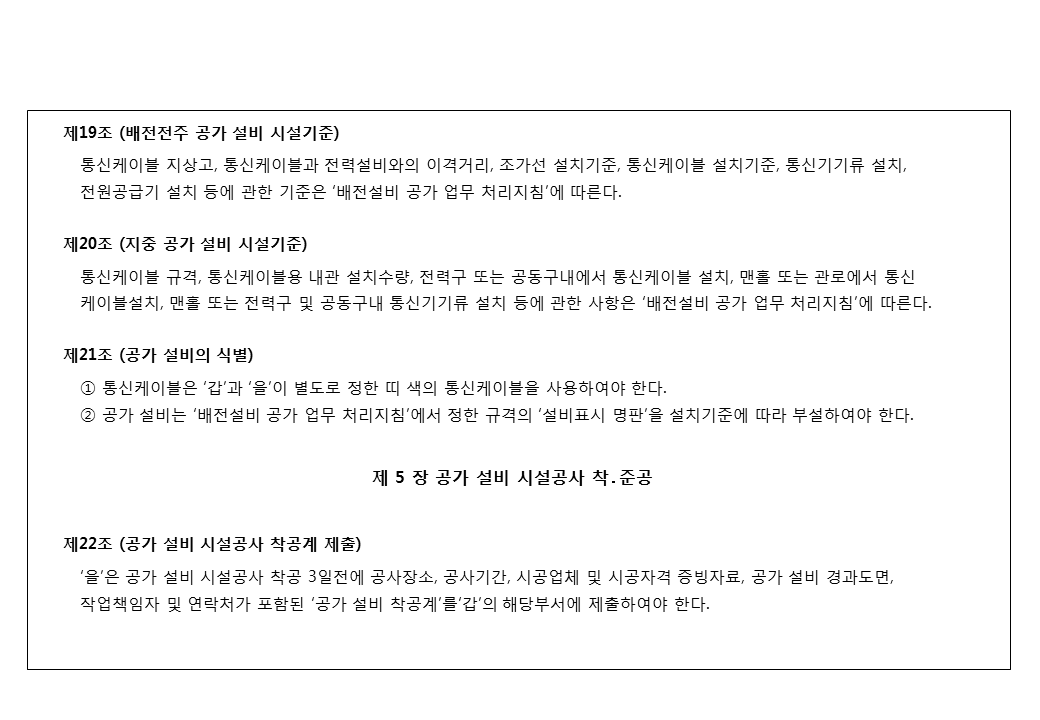 제19조 (배전전주 공가 설비 시설기준)
통신케이블 지상고, 통신케이블과 전력설비와의 이격거리, 조가선 설치기준, 통신케이블 설치기준, 통신기기류 설치,
전원공급기 설치 등에 관한 기준은 ‘배전설비 공가 업무 처리지침’에 따른다.
제20조 (지중 공가 설비 시설기준)
통신케이블 규격, 통신케이블용 내관 설치수량, 전력구 또는 공동구내에서 통신케이블 설치, 맨홀 또는 관로에서 통신
케이블설치, 맨홀 또는 전력구 및 공동구내 통신기기류 설치 등에 관한 사항은 ‘배전설비 공가 업무 처리지침’에 따른다.
제21조 (공가 설비의 식별)
① 통신케이블은 ‘갑’과 ‘을’이 별도로 정한 띠 색의 통신케이블을 사용하여야 한다.
② 공가 설비는 ‘배전설비 공가 업무 처리지침’에서 정한 규격의 ‘설비표시 명판’을 설치기준에 따라 부설하여야 한다.
제 5 장 공가 설비 시설공사 착.준공
제22조 (공가 설비 시설공사 착공계 제출)
‘을’은 공가 설비 시설공사 착공 3일전에 공사장소, 공사기간, 시공업체 및 시공자격 증빙자료, 공가 설비 경과도면,
작업책임자 및 연락처가 포함된 ‘공가 설비 착공계’를‘갑’의 해당부서에 제출하여야 한다.